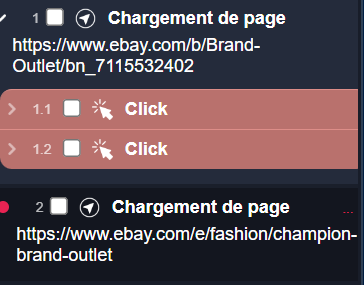 1 Chargement de page
https://www.ebay.com/b/Brand-
Outlet/bn_7115532402
1.1 Click
1.2 Click
2 Chargement de page ...
https://www.ebay.com/e/fashion/champion-
brand-outlet